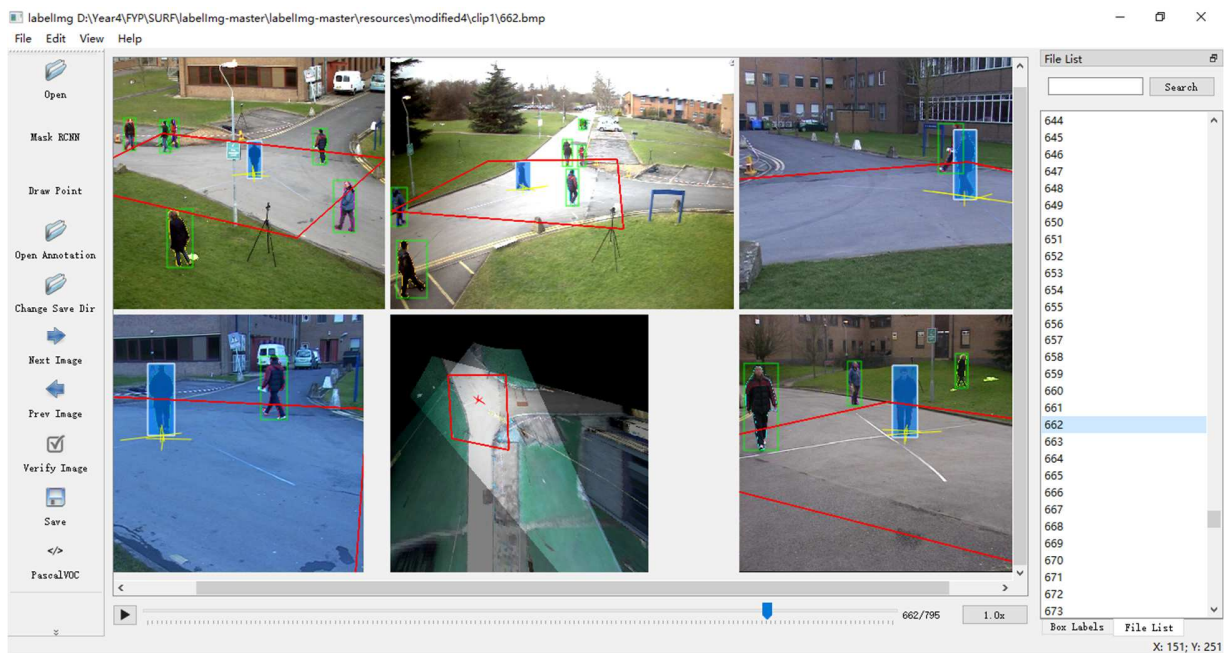 labelImg D:\Year4\FYP\SURF\labelImg-master\labelImg-master\resources\modified4\clip1\662.bmp
File Edit View Help
Open
Mask RCNN
Draw Point
Open Annotation
Change Save Dir
Next Image
Prev Image
Verify Image
Save
</>
PascalVOC
662/795
1.0x
File List
Search
644
645
646
647
648
649
650
651
652
653
654
655
656
657
658
659
660
661
662
663
664
665
666
667
668
669
670
671
672
673
Box Labels File List
X: 151; Y: 251